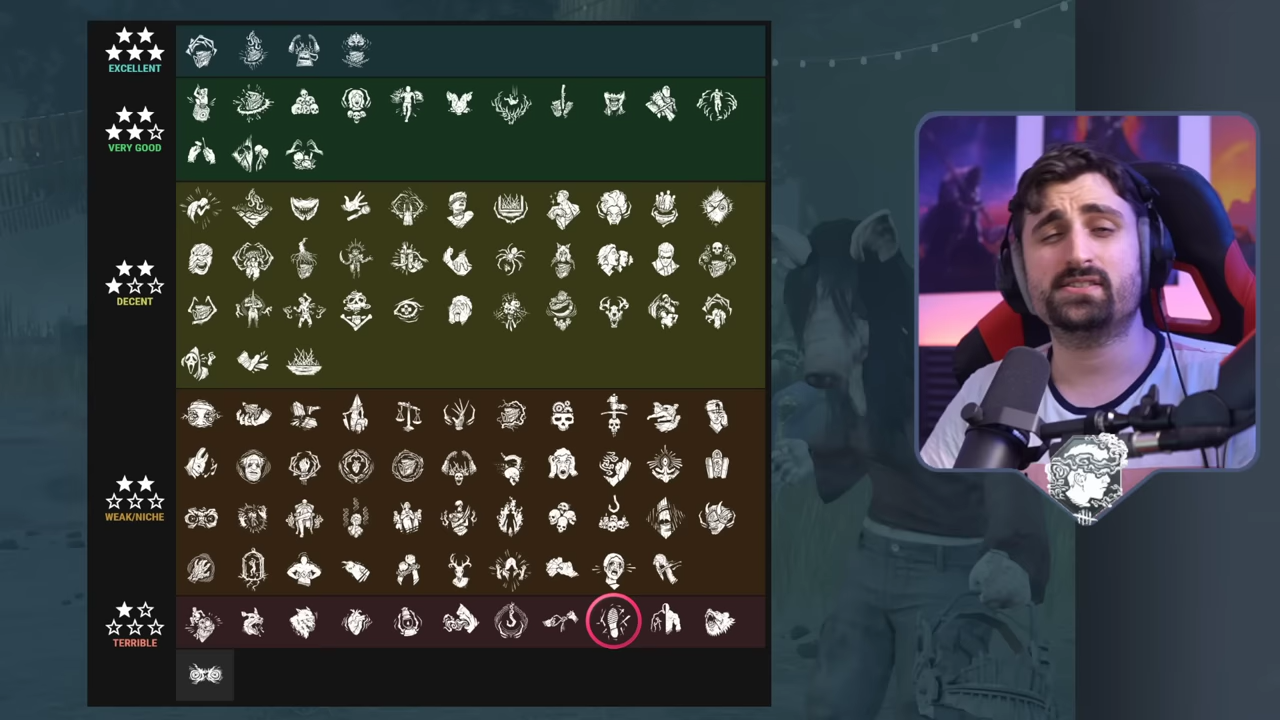 EXCELLENT
VERY GOOD
DECENT
WEAK/NICHE
TERRIBLE